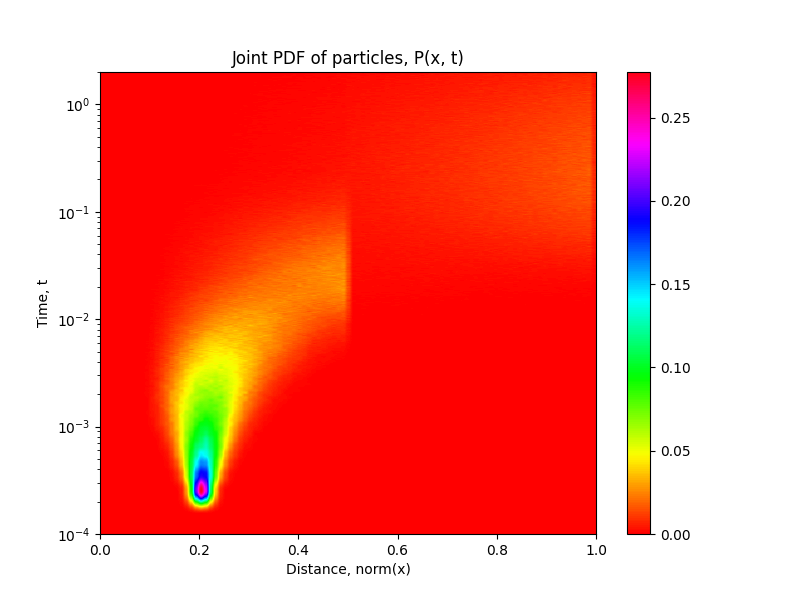 Joint PDF of particles, P(x, t)
Time, t
10⁰
10⁻¹
10⁻²
10⁻³
10⁻⁴
0.0 0.2 0.4 0.6 0.8 1.0
Distance, norm(x)
0.25
0.20
0.15
0.10
0.05
0.00